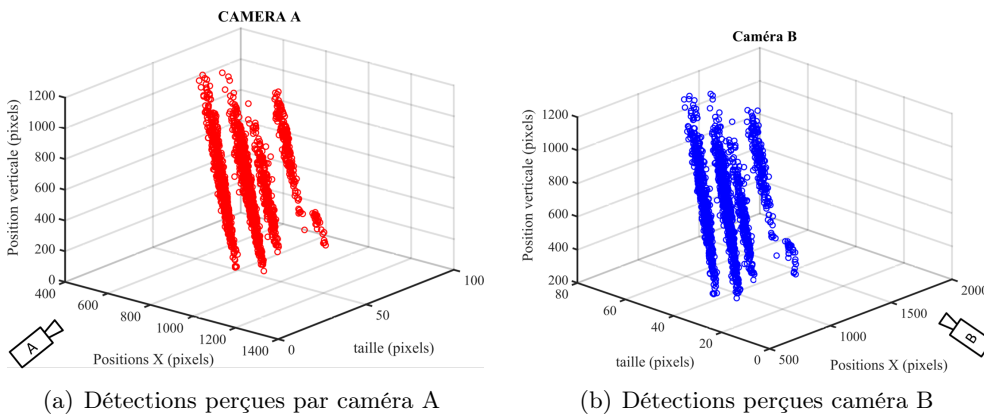 CAMERA A
Position verticale (pixels)
1200
1000
800
600
400
200
0
400
600
800
1000
1200
1400
Positions X (pixels)
0
50
100
taille (pixels)
A
(a) Détections perçues par caméra A
Caméra B
Position verticale (pixels)
1200
1000
800
600
400
200
80
60
40
20
0
taille (pixels)
500
1000
1500
2000
Positions X (pixels)
B
(b) Détections perçues caméra B